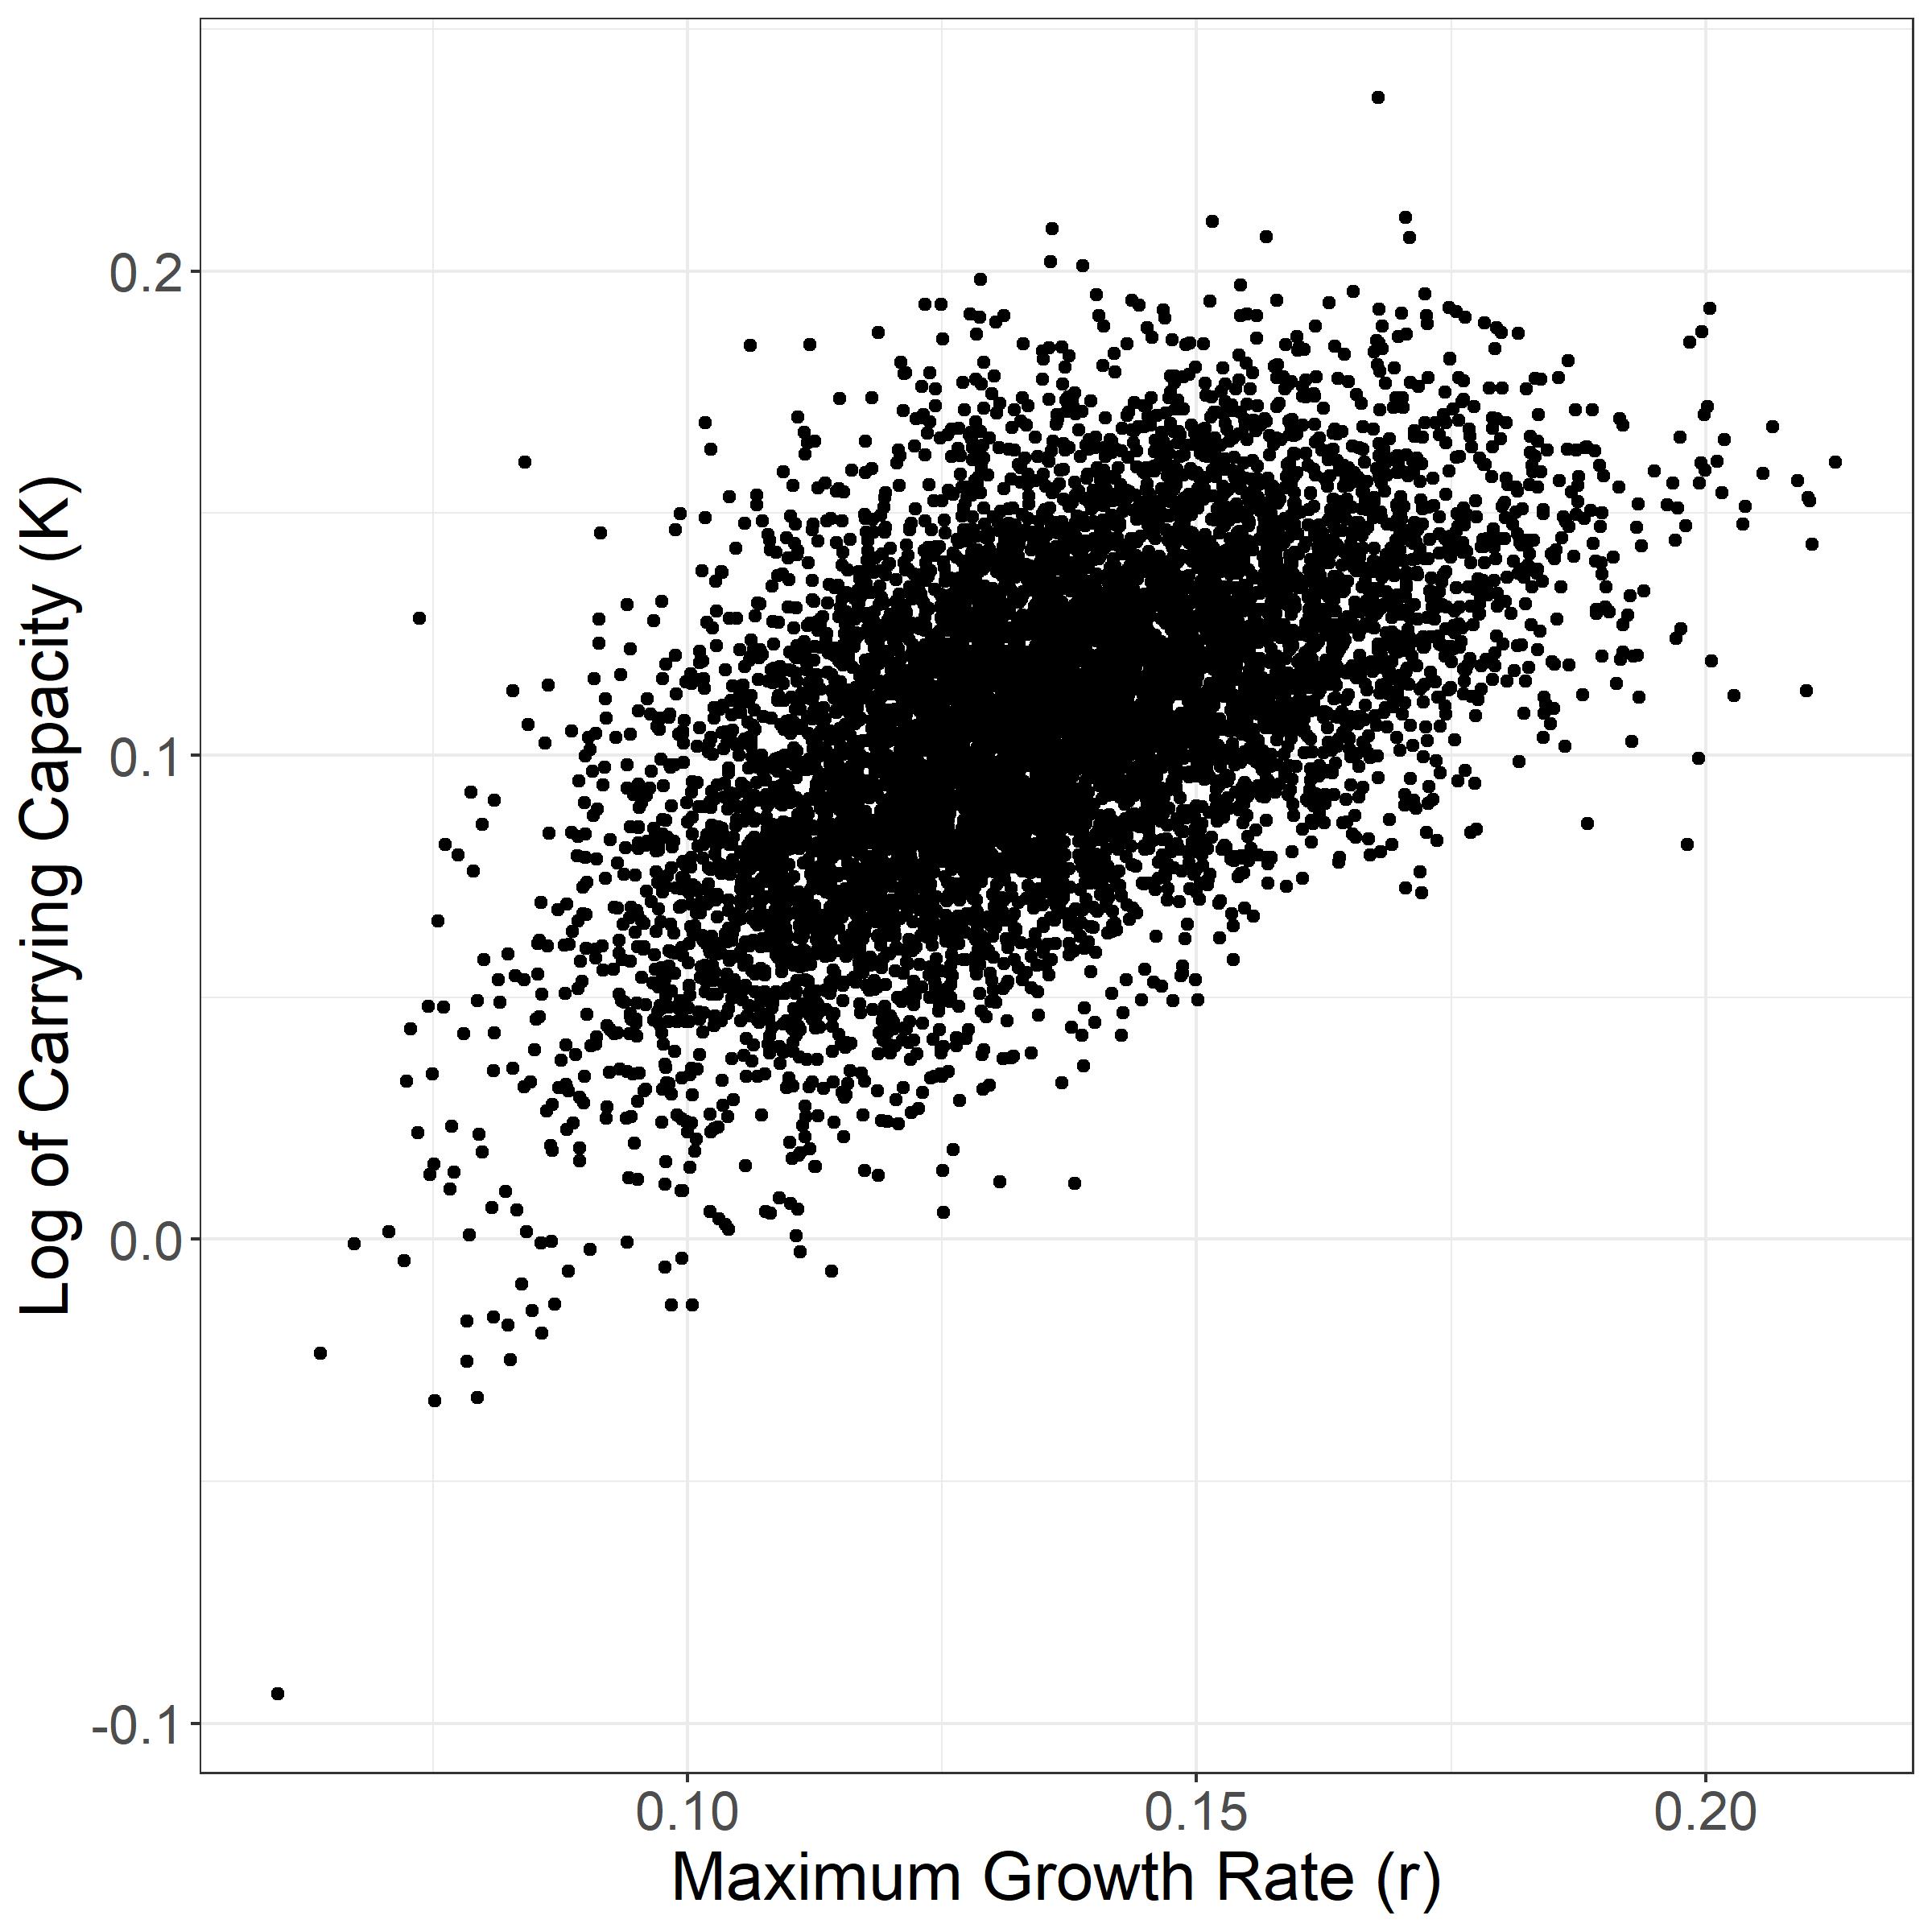 Log of Carrying Capacity (K)
0.2
0.1
0.0
-0.1
0.10 0.15 0.20
Maximum Growth Rate (r)